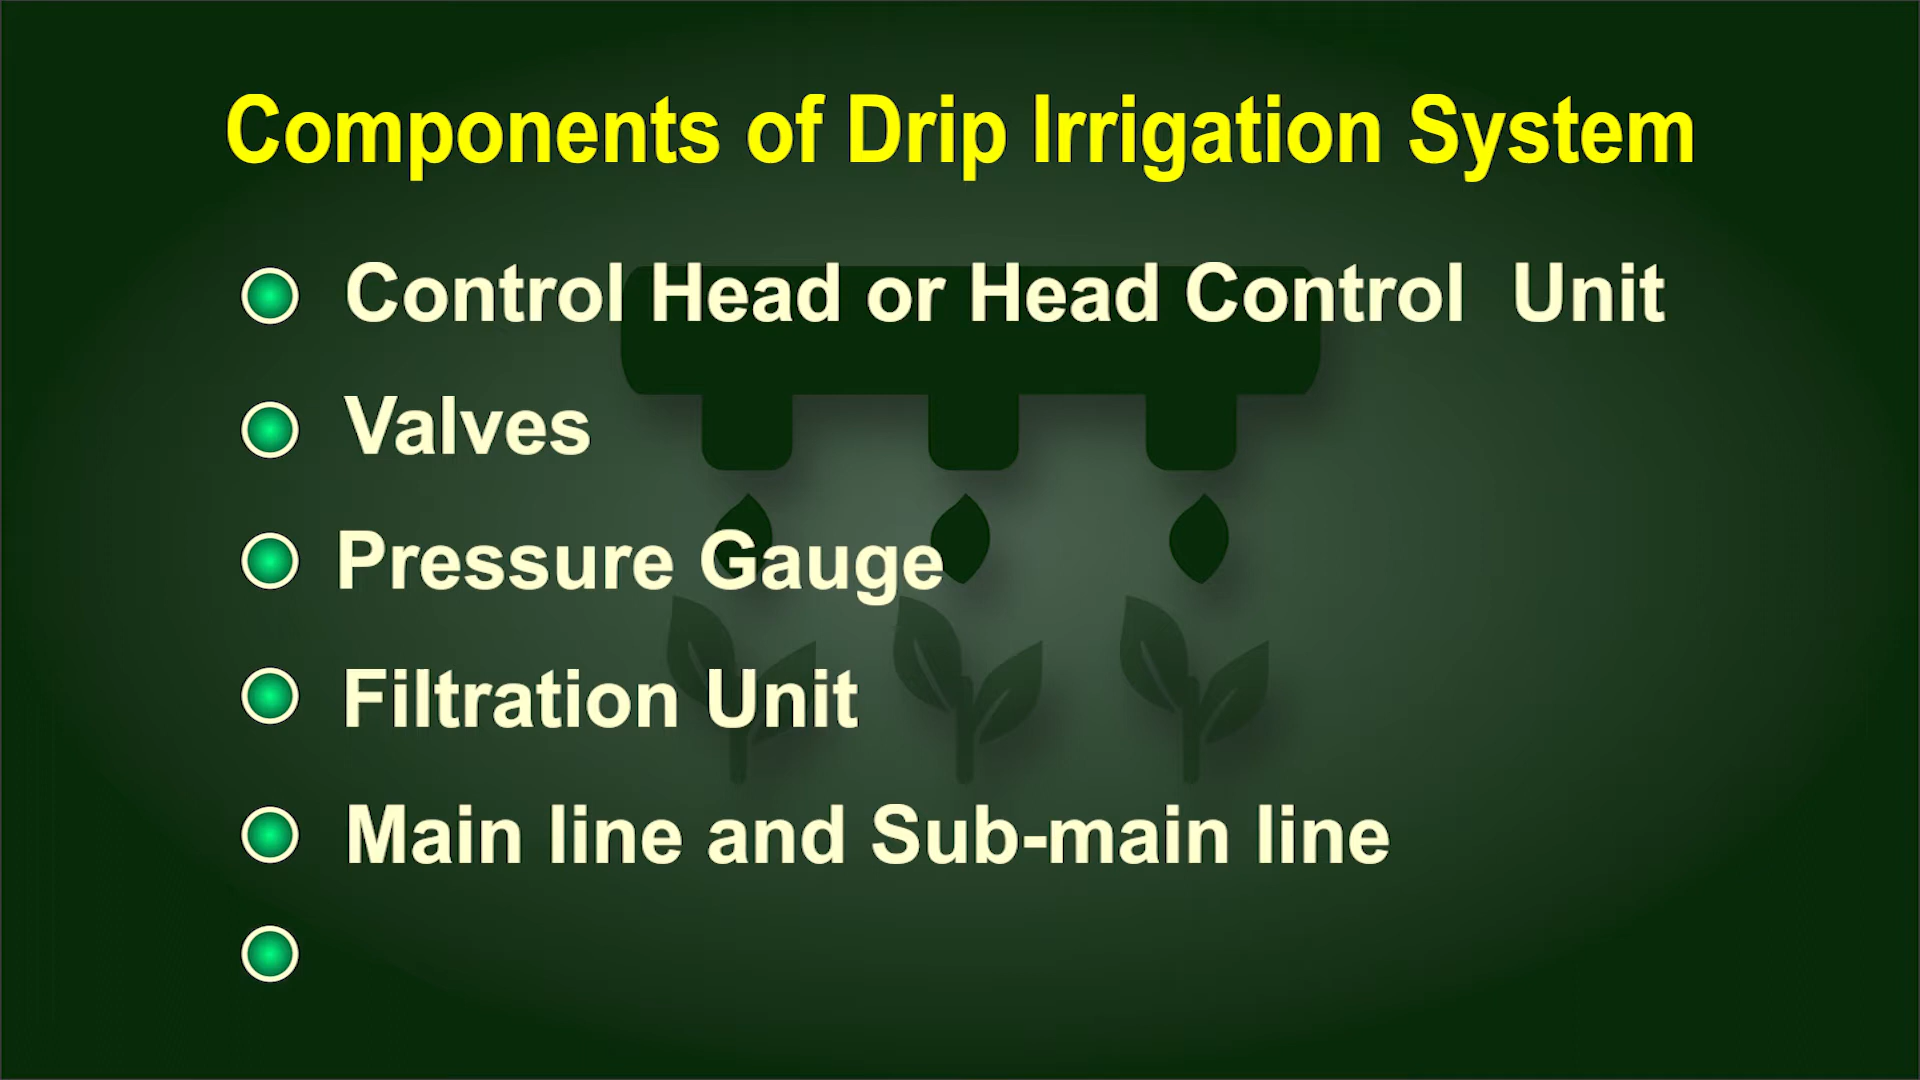 Components of Drip Irrigation System
Control Head or Head Control Unit
Valves
Pressure Gauge
Filtration Unit
Main line and Sub-main line